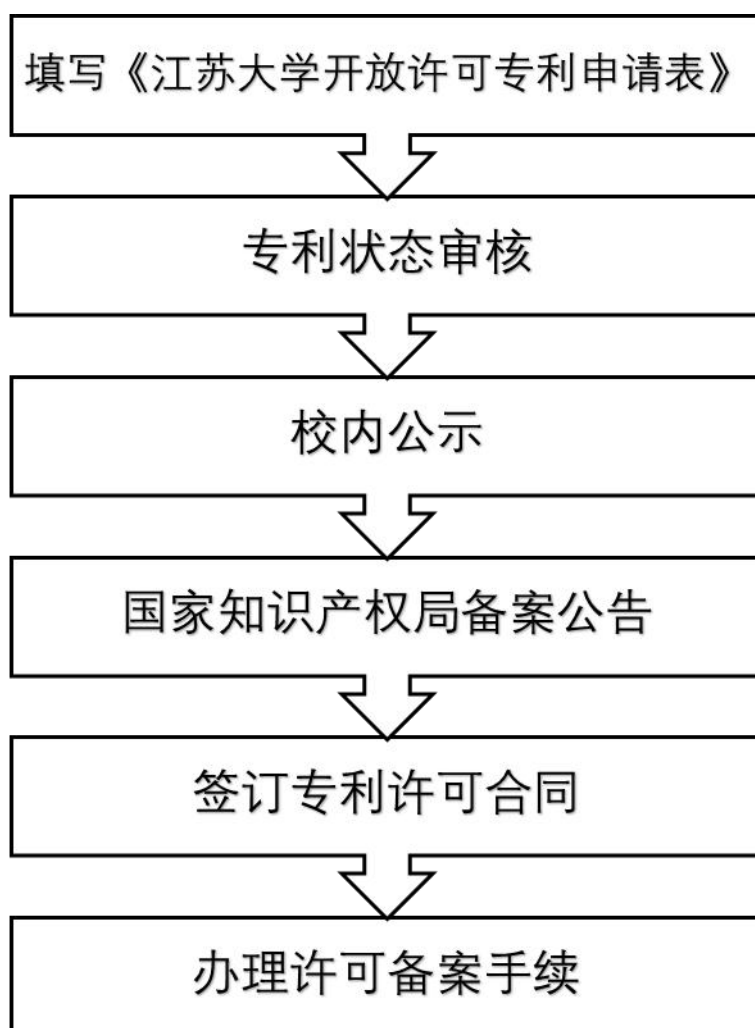 填写《江苏大学开放许可专利申请表》
专利状态审核
校内公示
国家知识产权局备案公告
签订专利许可合同
办理许可备案手续